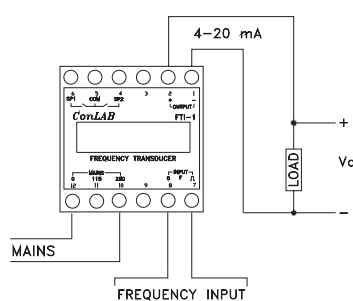 4-20 mA
6 5 4 3 2 1
SP1 COM SP2 + −
OUTPUT
ConLAB FTI-1
FREQUENCY TRANSDUCER
MAINS INPUT
0 115 230 0 F
12 11 10 9 8 7
LOAD
+
Vo
−
MAINS
FREQUENCY INPUT